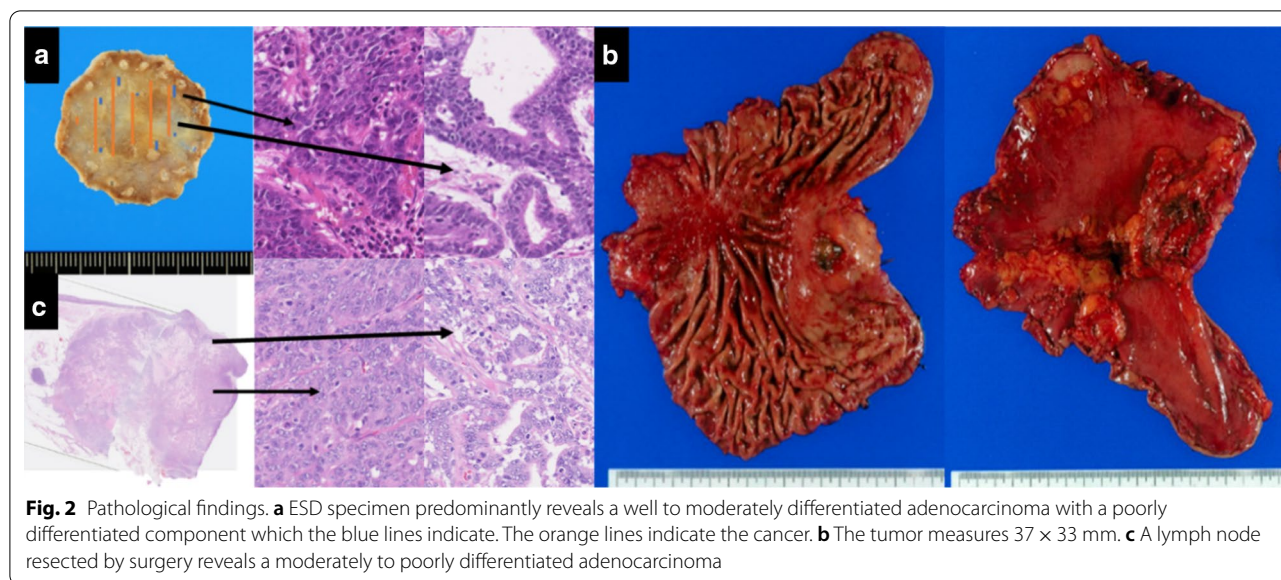 a
b
c
Fig. 2 Pathological findings. a ESD specimen predominantly reveals a well to moderately differentiated adenocarcinoma with a poorly
differentiated component which the blue lines indicate. The orange lines indicate the cancer. b The tumor measures 37 × 33 mm. c A lymph node
resected by surgery reveals a moderately to poorly differentiated adenocarcinoma